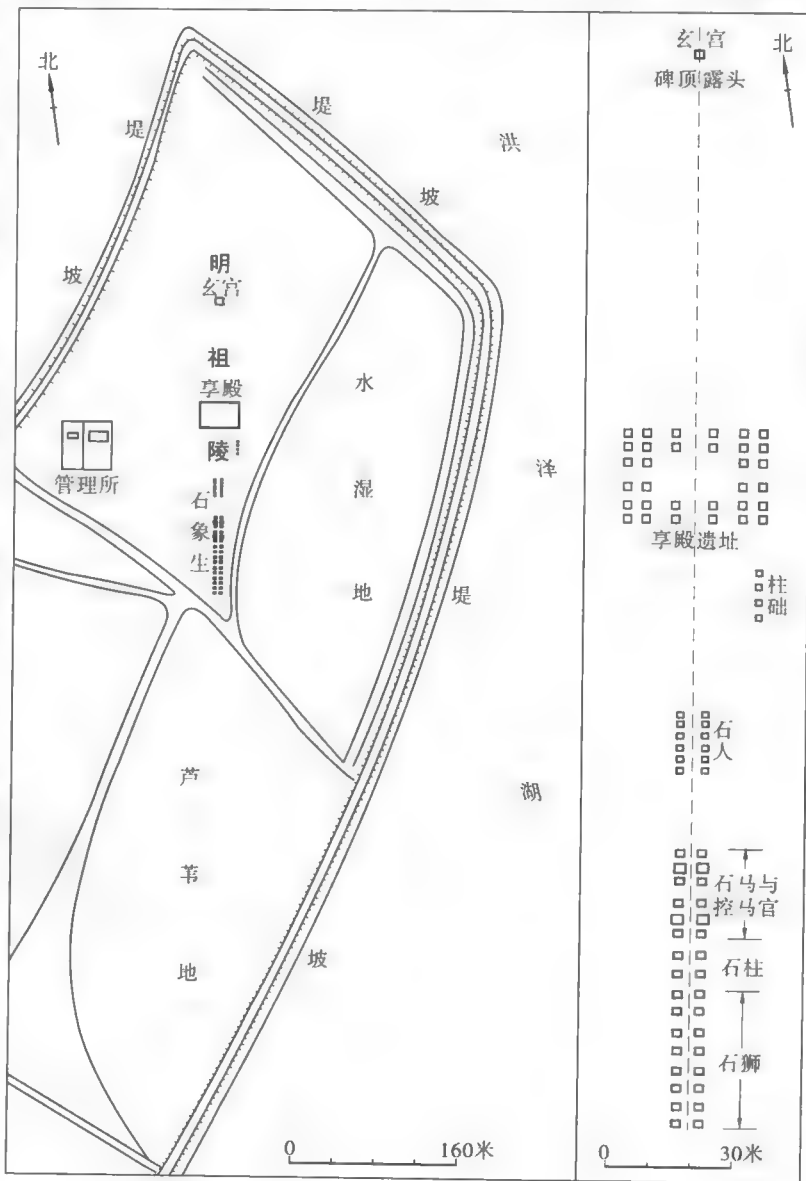 北
堤
堤
坡
坡
洪
泽
湖
明
玄宫
祖
享殿
陵
管理所
石象生
水湿地
堤
芦苇地
坡
0 160米
玄宫
北
碑顶露头
享殿遗址
柱础
石人
石马与
控马官
石柱
石狮
0 30米